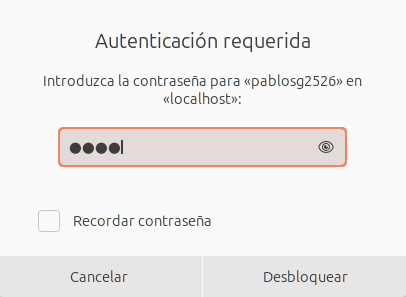 Autenticación requerida
Introduzca la contraseña para «pablosg2526» en
«localhost»:
●●●●
Recordar contraseña
Cancelar
Desbloquear